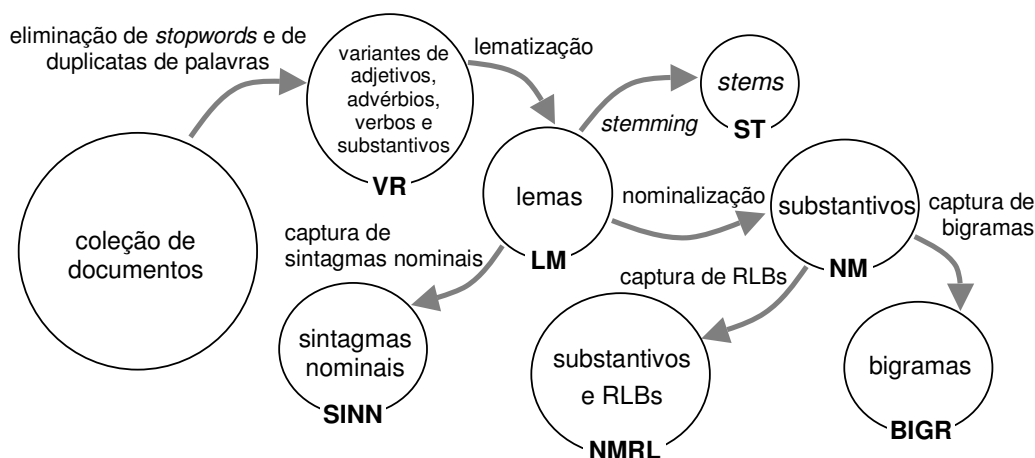 eliminação de stopwords e de
duplicatas de palavras
variantes de
adjetivos,
advérbios,
verbos e
substantivos
VR
lematização
stems
ST
stemming
coleção de
documentos
lemas
LM
nominalização
substantivos
NM
captura de
bigramas
captura de
sintagmas nominais
captura de RLBs
sintagmas
nominais
SINN
substantivos
e RLBs
NMRL
bigramas
BIGR